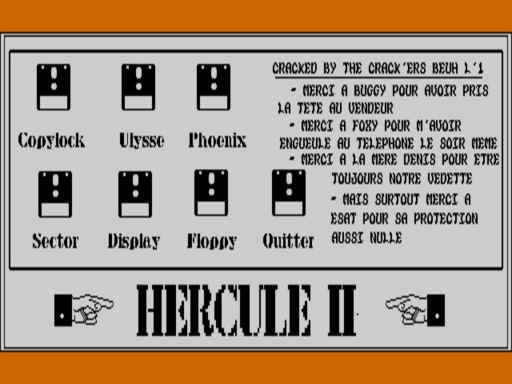 CRACKED BY THE CRACK'ERS BEUH 1.'1
- MERCI A BUGGY POUR AVOIR PRIS
LA TETE AU VENDEUR
- MERCI A FOXY POUR M'AVOIR
ENGUEULE AU TELEPHONE LE SOIR MEME
- MERCI A LA MERE DENIS POUR ETRE
TOUJOURS NOTRE VEDETTE
- MAIS SURTOUT MERCI A
ESAT POUR SA PROTECTION
AUSSI NULLE
Copylock Ulysse Phoenix
Sector Display Floppy Quitter
HERCULE II